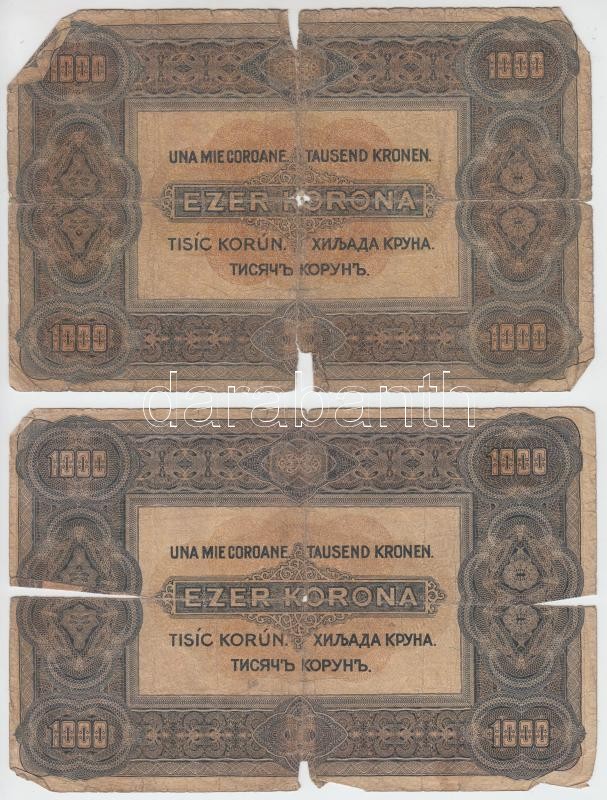 1000 1000
UNA MIE COROANE. TAUSEND KRONEN.
EZER KORONA
TISÍC KORÚN. ХИЉАДА КРУНА.
ТИСЯЧЪ КОРУНЪ.
1000 1000
darabanth
1000 1000
UNA MIE COROANE. TAUSEND KRONEN.
EZER KORONA
TISÍC KORÚN. ХИЉАДА КРУНА.
ТИСЯЧЪ КОРУНЪ.
1000 1000